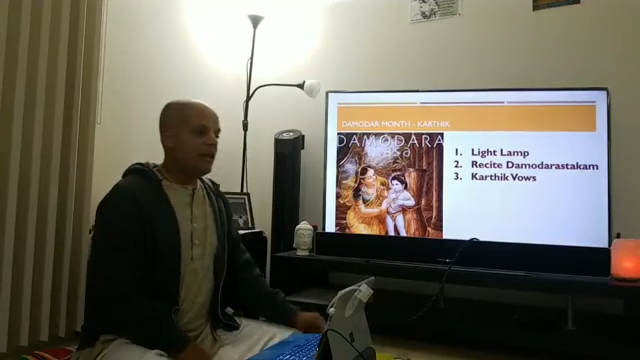 DAMODAR MONTH - KARTHIK
DAMODARA
1. Light Lamp
2. Recite Damodarastakam
3. Karthik Vows